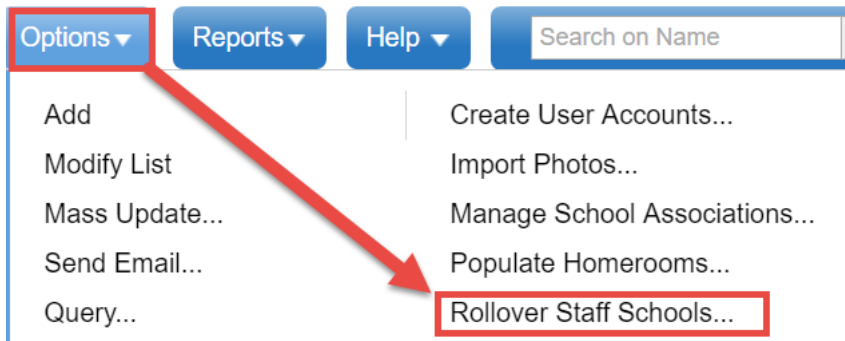 Options Reports Help Search on Name
Add
Modify List
Mass Update...
Send Email...
Query...
Create User Accounts...
Import Photos...
Manage School Associations...
Populate Homerooms...
Rollover Staff Schools...